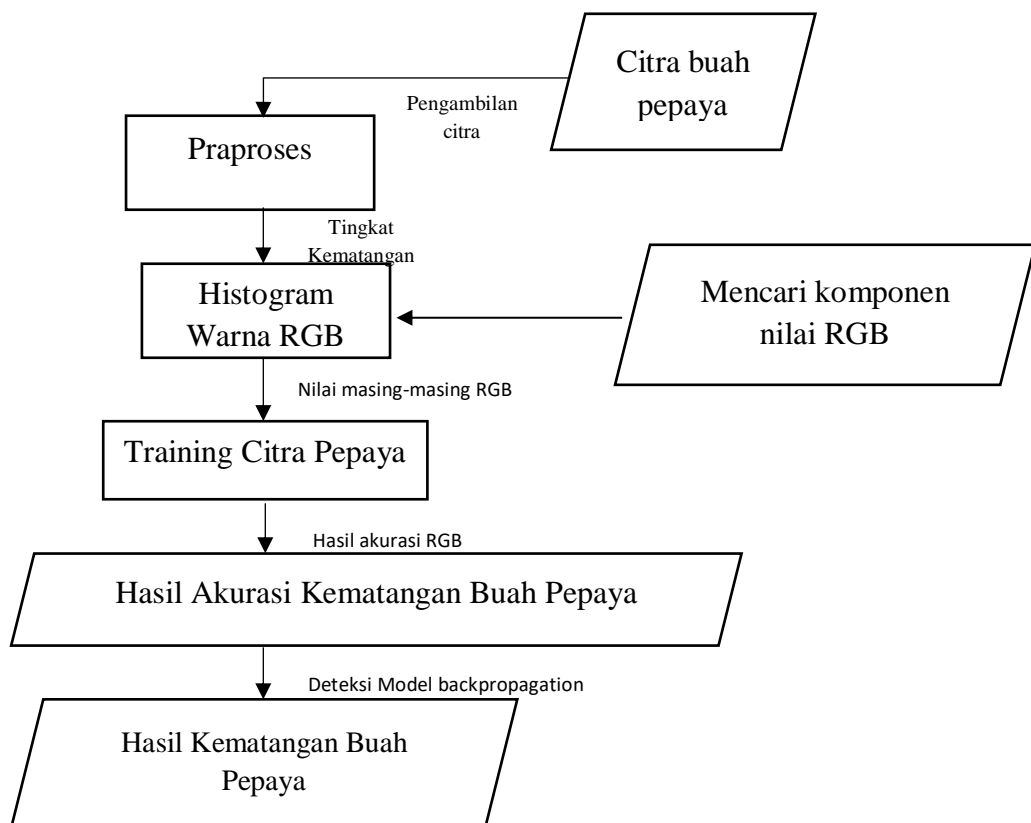 Citra buah
pepaya
Pengambilan
citra
Praproses
Tingkat
Kematangan
Histogram
Warna RGB
Mencari komponen
nilai RGB
Nilai masing-masing RGB
Training Citra Pepaya
Hasil akurasi RGB
Hasil Akurasi Kematangan Buah Pepaya
Deteksi Model backpropagation
Hasil Kematangan Buah
Pepaya